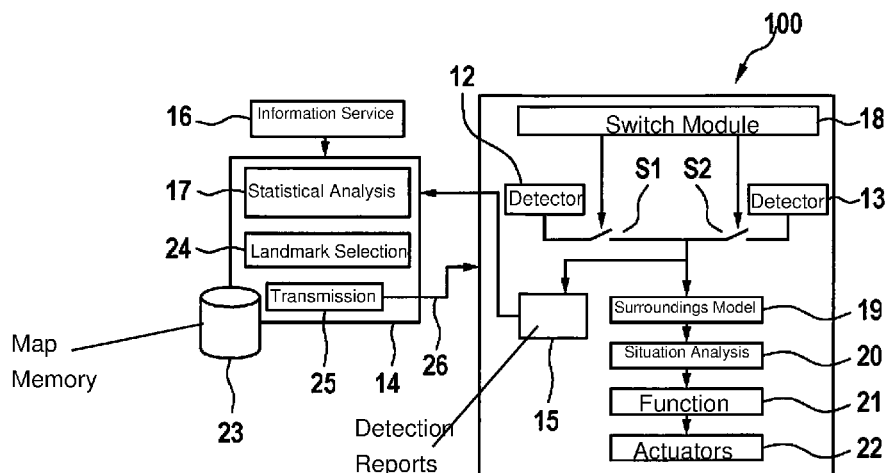 100
12
16
Information Service
Switch Module
18
17
Statistical Analysis
S1
S2
Detector
Detector
13
24
Landmark Selection
Transmission
Surroundings Model
19
Map
Memory
23
25
14
26
15
Situation Analysis
20
Function
21
Detection
Reports
Actuators
22